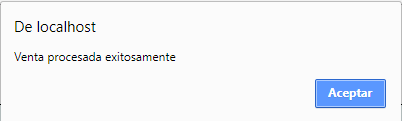 De localhost
Venta procesada exitosamente
Aceptar